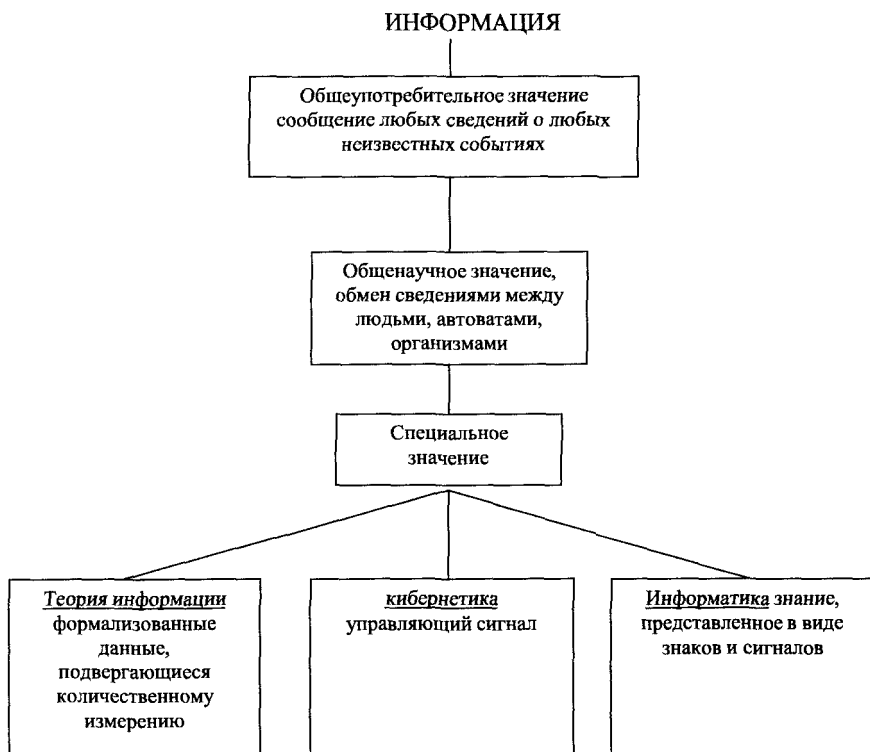 ИНФОРМАЦИЯ
Общеупотребительное значение
сообщение любых сведений о любых
неизвестных событиях
Общенаучное значение,
обмен сведениями между
людьми, автоватами,
организмами
Специальное
значение
Теория информации
формализованные
данные,
подвергающиеся
количественному
измерению
кибернетика
управляющий сигнал
Информатика знание,
представленное в виде
знаков и сигналов